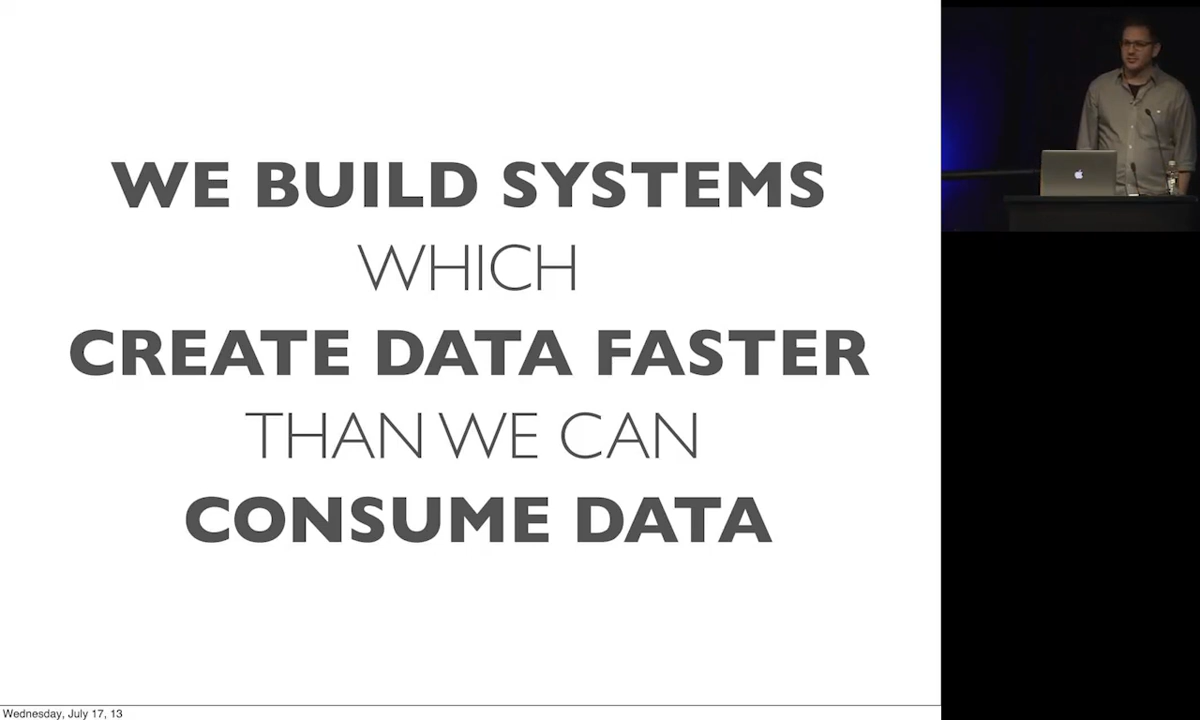 WE BUILD SYSTEMS
WHICH
CREATE DATA FASTER
THAN WE CAN
CONSUME DATA
Wednesday, July 17, 13